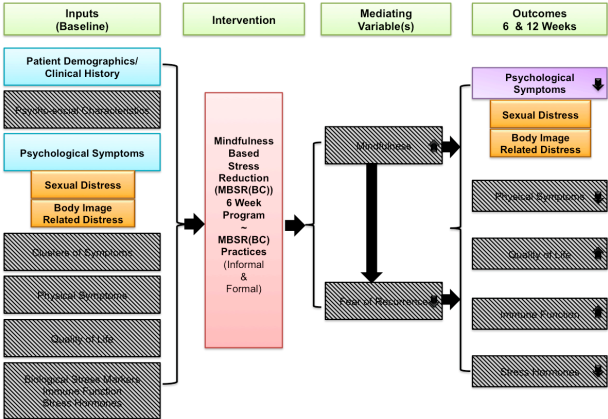 Inputs
(Baseline)
Intervention
Mediating
Variable(s)
Outcomes
6 & 12 Weeks
Patient Demographics/
Clinical History
Psycho-social Characteristics
Psychological Symptoms
Sexual Distress
Body Image
Related Distress
Clusters of Symptoms
Physical Symptoms
Quality of Life
Biological Stress Markers
Immune Function
Stress Hormones
Mindfulness
Based
Stress
Reduction
(MBSR(BC))
6 Week
Program
~
MBSR(BC)
Practices
(Informal
&
Formal)
Mindfulness
Fear of Recurrence
Psychological
Symptoms
Sexual Distress
Body Image
Related Distress
Physical Symptoms
Quality of Life
Immune Function
Stress Hormones